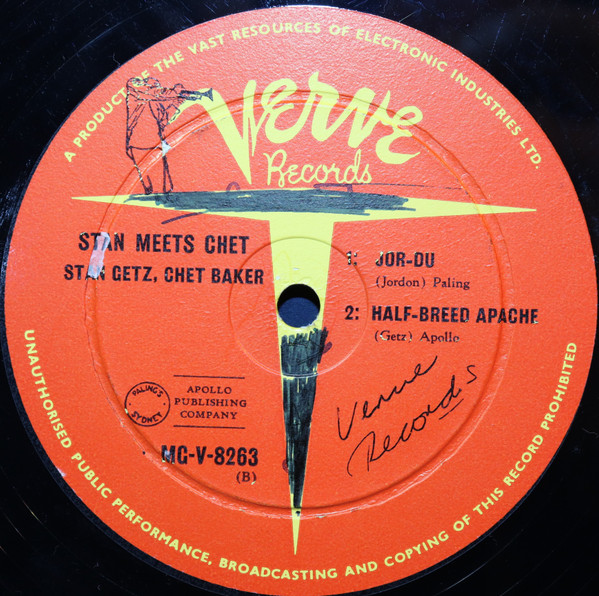 A PRODUCT OF THE VAST RESOURCES OF ELECTRONIC INDUSTRIES LTD.
Verve
Records
STAN MEETS CHET
STAN GETZ, CHET BAKER
1: JOR-DU
(Jordon) Paling
2: HALF-BREED APACHE
(Getz) Apollo
PALING'S
SYDNEY
APOLLO
PUBLISHING
COMPANY
MG-V-8263
(B)
Verve
Records
UNAUTHORISED PUBLIC PERFORMANCE, BROADCASTING AND COPYING OF THIS RECORD PROHIBITED